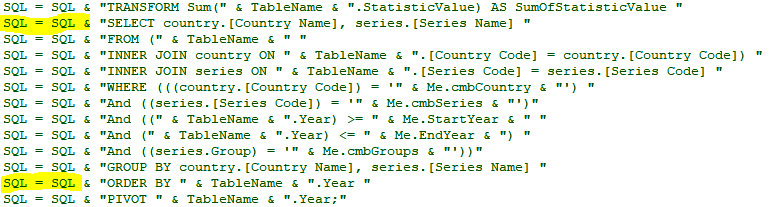 SQL = SQL & "TRANSFORM Sum(" & TableName & ".StatisticValue) AS SumOfStatisticValue "
SQL = SQL & "SELECT country.[Country Name], series.[Series Name] "
SQL = SQL & "FROM (" & TableName & " "
SQL = SQL & "INNER JOIN country ON " & TableName & ".[Country Code] = country.[Country Code]) "
SQL = SQL & "INNER JOIN series ON " & TableName & ".[Series Code] = series.[Series Code] "
SQL = SQL & "WHERE (((country.[Country Code]) = '" & Me.cmbCountry & "') "
SQL = SQL & "And ((series.[Series Code]) = '" & Me.cmbSeries & "')"
SQL = SQL & "And ((" & TableName & ".Year) >= " & Me.StartYear & " "
SQL = SQL & "And (" & TableName & ".Year) <= " & Me.EndYear & ") "
SQL = SQL & "And ((series.Group) = '" & Me.cmbGroups & "'))"
SQL = SQL & "GROUP BY country.[Country Name], series.[Series Name] "
SQL = SQL & "ORDER BY " & TableName & ".Year "
SQL = SQL & "PIVOT " & TableName & ".Year;"